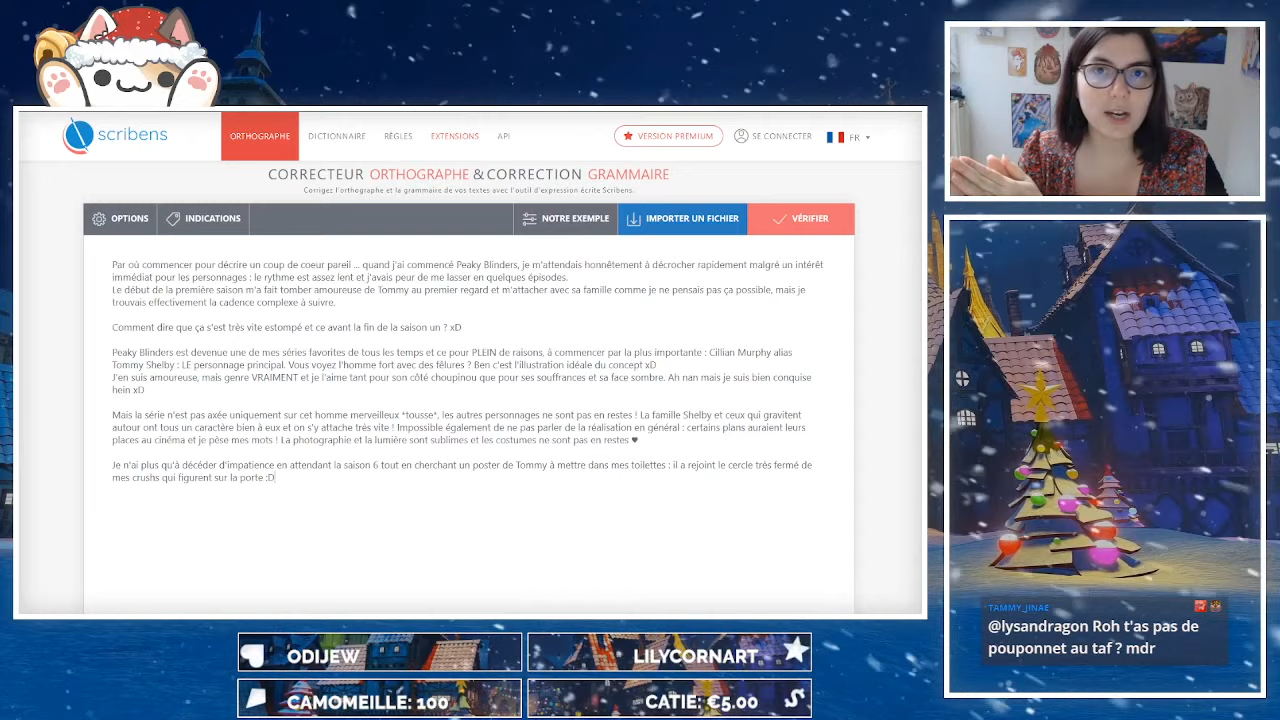 scribens
ORTHOGRAPHE
DICTIONNAIRE
RÈGLES
EXTENSIONS
API
VERSION PREMIUM
SE CONNECTER
FR
CORRECTEUR ORTHOGRAPHE & CORRECTION GRAMMAIRE
Corrigez l'orthographe et la grammaire de vos textes avec l'outil d'expression écrite Scribens.
OPTIONS
INDICATIONS
NOTRE EXEMPLE
IMPORTER UN FICHIER
VÉRIFIER
Par où commencer pour décrire un coup de coeur pareil ... quand j'ai commencé Peaky Blinders, je m'attendais honnêtement à décrocher rapidement malgré un intérêt
immédiat pour les personnages : le rythme est assez lent et j'avais peur de me lasser en quelques épisodes.
Le début de la première saison m'a fait tomber amoureuse de Tommy au premier regard et m'attacher avec sa famille comme je ne pensais pas ça possible, mais je
trouvais effectivement la cadence complexe à suivre.
Comment dire que ça s'est très vite estompé et ce avant la fin de la saison un ? xD
Peaky Blinders est devenue une de mes séries favorites de tous les temps et ce pour PLEIN de raisons, à commencer par la plus importante : Cillian Murphy alias
Tommy Shelby : LE personnage principal. Vous voyez l'homme fort avec des fêlures ? Ben c'est l'illustration idéale du concept xD
J'en suis amoureuse, mais genre VRAIMENT et je l'aime tant pour son côté choupinou que pour ses souffrances et sa face sombre. Ah nan mais je suis bien conquise
hein xD
Mais la série n'est pas axée uniquement sur cet homme merveilleux *tousse*, les autres personnages ne sont pas en restes ! La famille Shelby et ceux qui gravitent
autour ont tous un caractère bien à eux et on s'y attache très vite ! Impossible également de ne pas parler de la réalisation en général : certains plans auraient leurs
places au cinéma et je pèse mes mots ! La photographie et la lumière sont sublimes et les costumes ne sont pas en restes ♥
Je n'ai plus qu'à décéder d'impatience en attendant la saison 6 tout en cherchant un poster de Tommy à mettre dans mes toilettes : il a rejoint le cercle très fermé de
mes crushs qui figurent sur la porte :D
TAMMY_JINAE
@lysandragon Roh t'as pas de
pouponnet au taf ? mdr
ODIJEW
LILYCORNART
CAMOMEILLE: 100
CATIE: €5.00